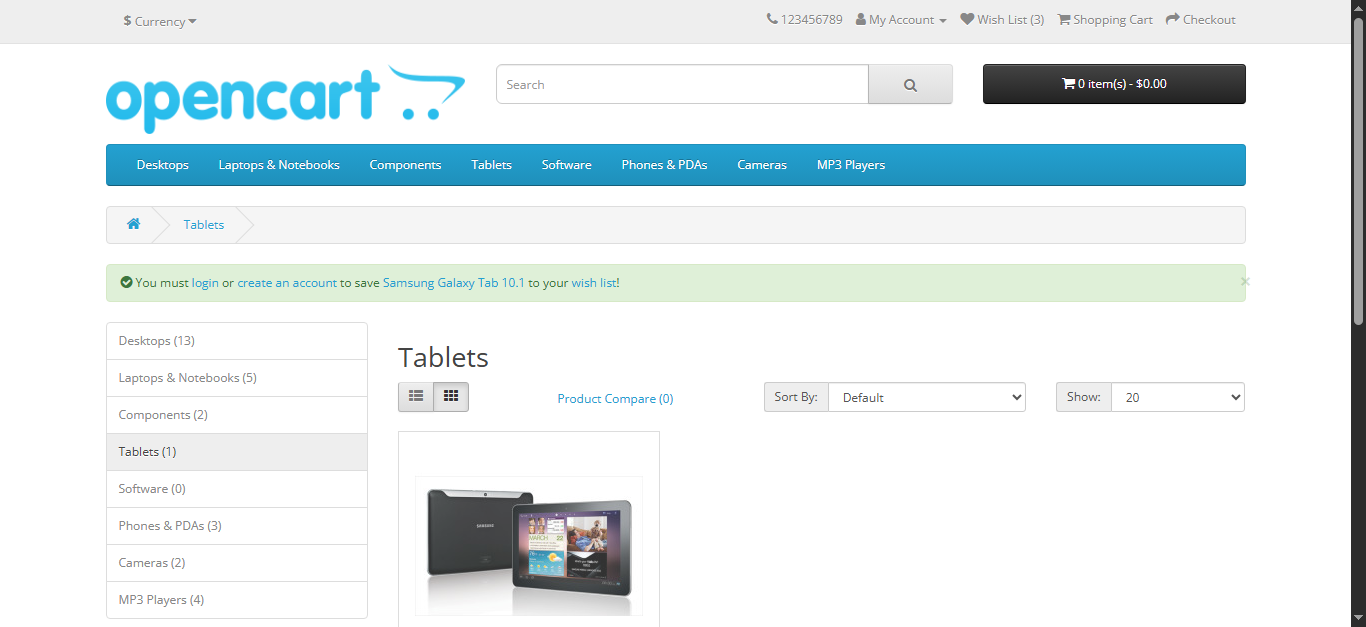 $ Currency
123456789 My Account Wish List (3) Shopping Cart Checkout
opencart
Search
0 item(s) - $0.00
Desktops Laptops & Notebooks Components Tablets Software Phones & PDAs Cameras MP3 Players
Tablets
You must login or create an account to save Samsung Galaxy Tab 10.1 to your wish list!
×
Desktops (13)
Laptops & Notebooks (5)
Components (2)
Tablets (1)
Software (0)
Phones & PDAs (3)
Cameras (2)
MP3 Players (4)
Tablets
Product Compare (0)
Sort By: Default
Show: 20
SAMSUNG
MARCH 22